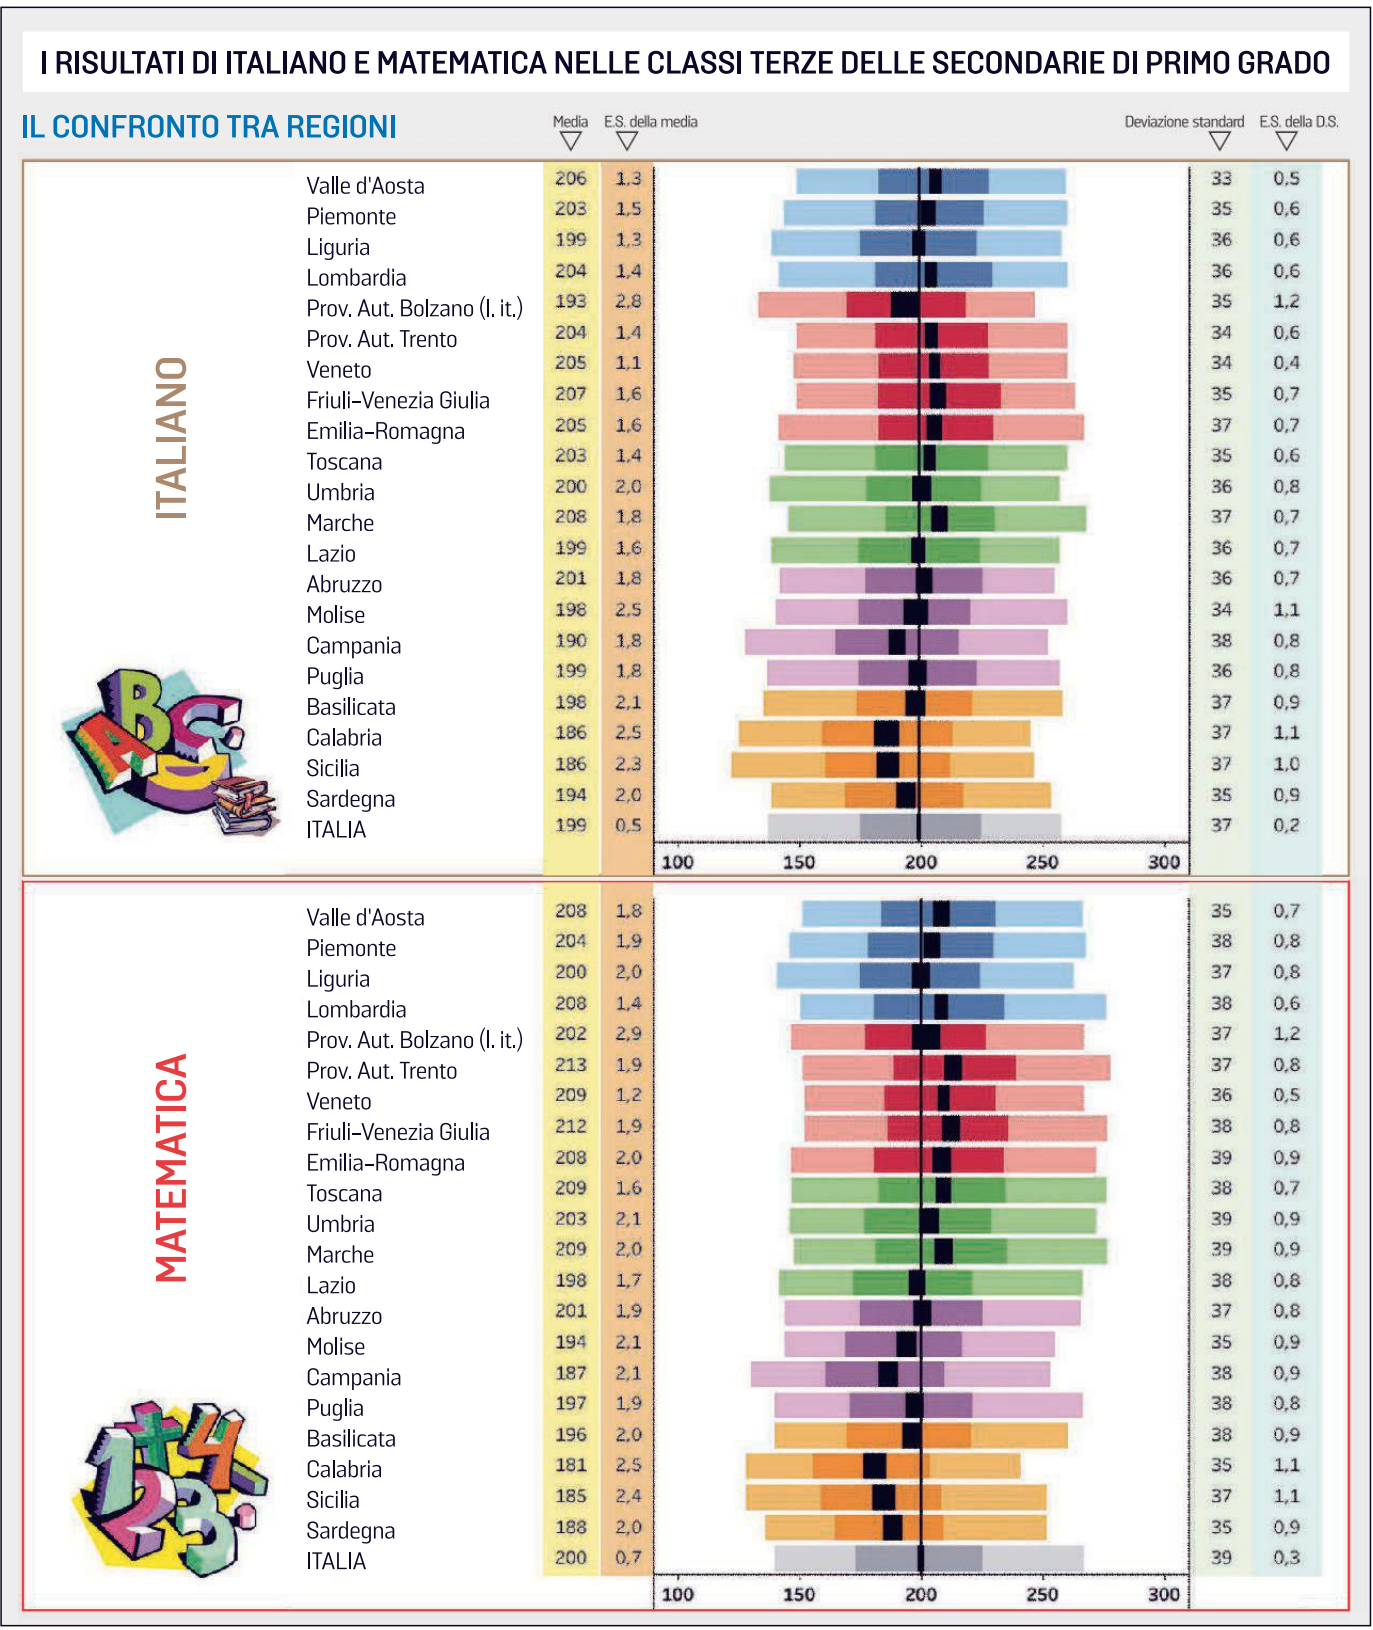 I RISULTATI DI ITALIANO E MATEMATICA NELLE CLASSI TERZE DELLE SECONDARIE DI PRIMO GRADO
IL CONFRONTO TRA REGIONI Media E.S. della media Deviazione standard E.S. della D.S.
ITALIANO
Valle d'Aosta 206 1,3 33 0,5
Piemonte 203 1,5 35 0,6
Liguria 199 1,3 36 0,6
Lombardia 204 1,4 36 0,6
Prov. Aut. Bolzano (l. it.) 193 2,8 35 1,2
Prov. Aut. Trento 204 1,4 34 0,6
Veneto 205 1,1 34 0,4
Friuli-Venezia Giulia 207 1,6 35 0,7
Emilia-Romagna 205 1,6 37 0,7
Toscana 203 1,4 35 0,6
Umbria 200 2,0 36 0,8
Marche 208 1,8 37 0,7
Lazio 199 1,6 36 0,7
Abruzzo 201 1,8 36 0,7
Molise 198 2,5 34 1,1
Campania 190 1,8 38 0,8
Puglia 199 1,8 36 0,8
Basilicata 198 2,1 37 0,9
Calabria 186 2,5 37 1,1
Sicilia 186 2,3 37 1,0
Sardegna 194 2,0 35 0,9
ITALIA 199 0,5 37 0,2
100 150 200 250 300
MATEMATICA
Valle d'Aosta 208 1,8 35 0,7
Piemonte 204 1,9 38 0,8
Liguria 200 2,0 37 0,8
Lombardia 208 1,4 38 0,6
Prov. Aut. Bolzano (l. it.) 202 2,9 37 1,2
Prov. Aut. Trento 213 1,9 37 0,8
Veneto 209 1,2 36 0,5
Friuli-Venezia Giulia 212 1,9 38 0,8
Emilia-Romagna 208 2,0 39 0,9
Toscana 209 1,6 38 0,7
Umbria 203 2,1 39 0,9
Marche 209 2,0 39 0,9
Lazio 198 1,7 38 0,8
Abruzzo 201 1,9 37 0,8
Molise 194 2,1 35 0,9
Campania 187 2,1 38 0,9
Puglia 197 1,9 38 0,8
Basilicata 196 2,0 38 0,9
Calabria 181 2,5 35 1,1
Sicilia 185 2,4 37 1,1
Sardegna 188 2,0 35 0,9
ITALIA 200 0,7 39 0,3
100 150 200 250 300